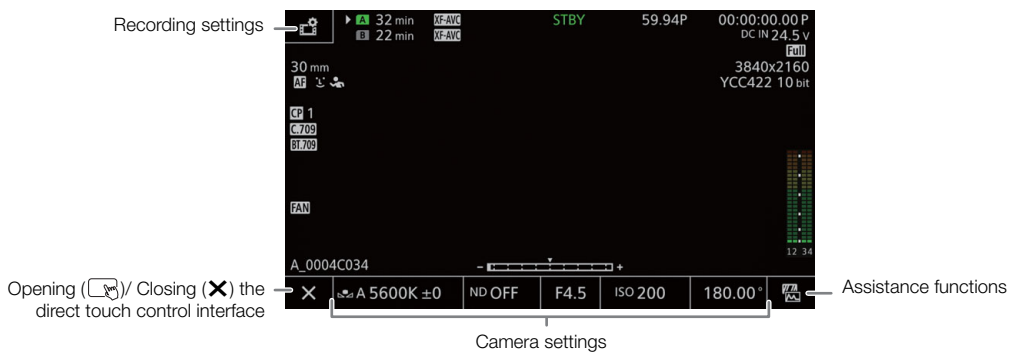 Recording settings
A 32 min XF-AVC STBY 59.94P 00:00:00.00 P
B 22 min XF-AVC DC IN 24.5 V
Full
30 mm 3840x2160
AF YCC422 10 bit
CP 1
C.709
BT.709
FAN
12 34
A_0004C034 - +
Opening ( )/ Closing (✕) the
direct touch control interface
✕ A 5600K ±0 ND OFF F4.5 ISO 200 180.00° Assistance functions
Camera settings